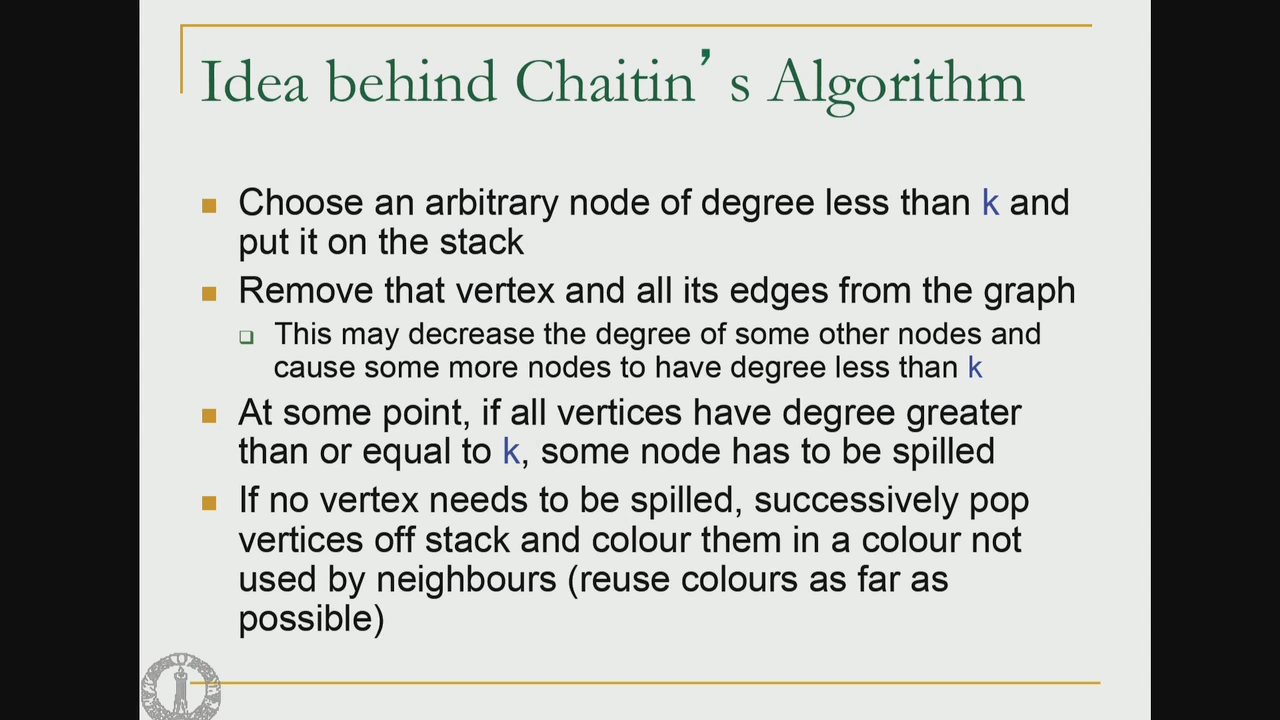 Idea behind Chaitin’s Algorithm
Choose an arbitrary node of degree less than k and
put it on the stack
Remove that vertex and all its edges from the graph
This may decrease the degree of some other nodes and
cause some more nodes to have degree less than k
At some point, if all vertices have degree greater
than or equal to k, some node has to be spilled
If no vertex needs to be spilled, successively pop
vertices off stack and colour them in a colour not
used by neighbours (reuse colours as far as
possible)